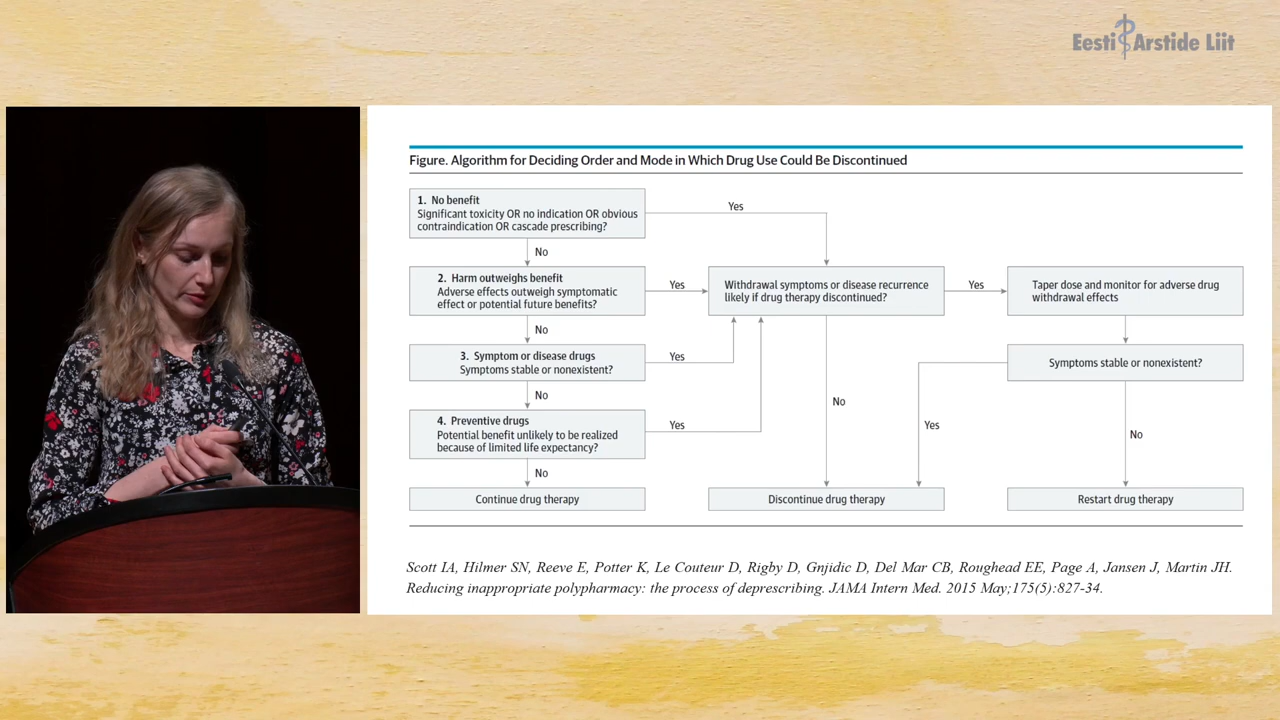 Eesti Arstide Liit
Figure. Algorithm for Deciding Order and Mode in Which Drug Use Could Be Discontinued
1. No benefit
Significant toxicity OR no indication OR obvious
contraindication OR cascade prescribing?
Yes
No
2. Harm outweighs benefit
Adverse effects outweigh symptomatic
effect or potential future benefits?
Yes
Withdrawal symptoms or disease recurrence
likely if drug therapy discontinued?
Yes
Taper dose and monitor for adverse drug
withdrawal effects
No
3. Symptom or disease drugs
Symptoms stable or nonexistent?
Yes
Symptoms stable or nonexistent?
No
No
4. Preventive drugs
Potential benefit unlikely to be realized
because of limited life expectancy?
Yes
Yes
No
No
Continue drug therapy
Discontinue drug therapy
Restart drug therapy
Scott IA, Hilmer SN, Reeve E, Potter K, Le Couteur D, Rigby D, Gnjidic D, Del Mar CB, Roughead EE, Page A, Jansen J, Martin JH.
Reducing inappropriate polypharmacy: the process of deprescribing. JAMA Intern Med. 2015 May;175(5):827-34.